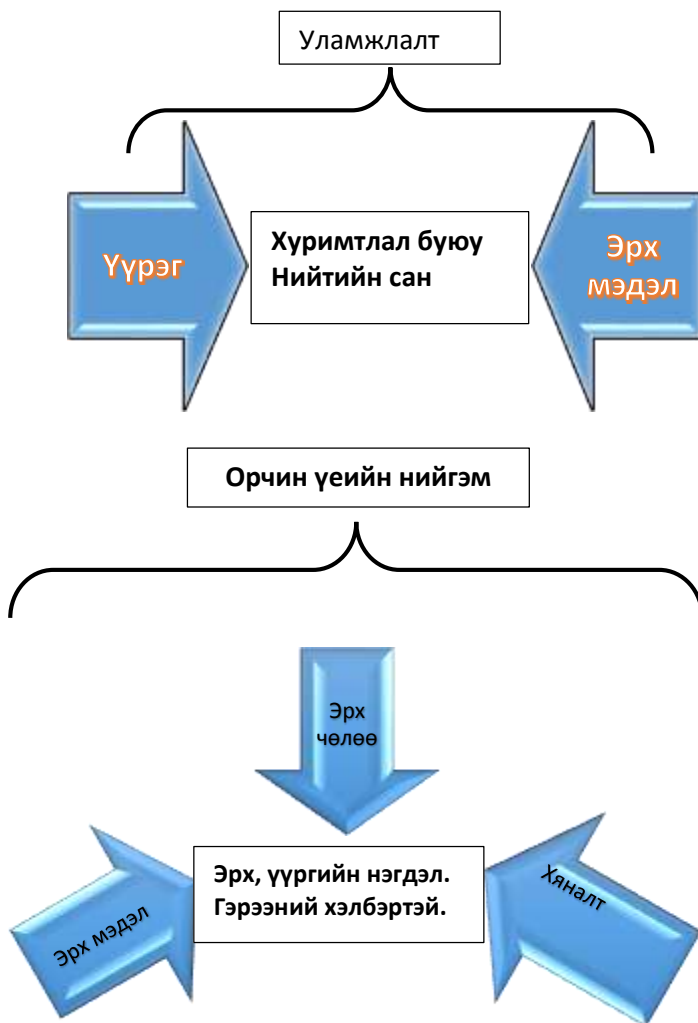 Уламжлалт
Үүрэг
Хуримтлал буюу
Нийтийн сан
Эрх
мэдэл
Орчин үеийн нийгэм
Эрх
чөлөө
Эрх мэдэл
Эрх, үүргийн нэгдэл.
Гэрээний хэлбэртэй.
Хяналт